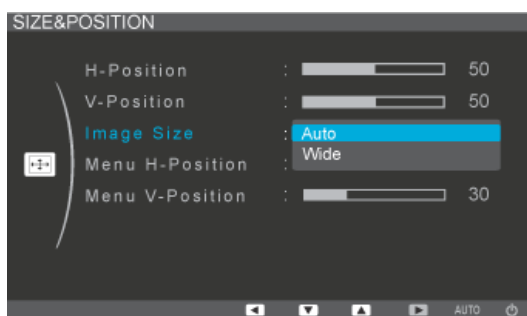 SIZE&POSITION
H-Position : 50
V-Position : 50
Image Size : Auto
Wide
Menu H-Position :
Menu V-Position : 30
AUTO